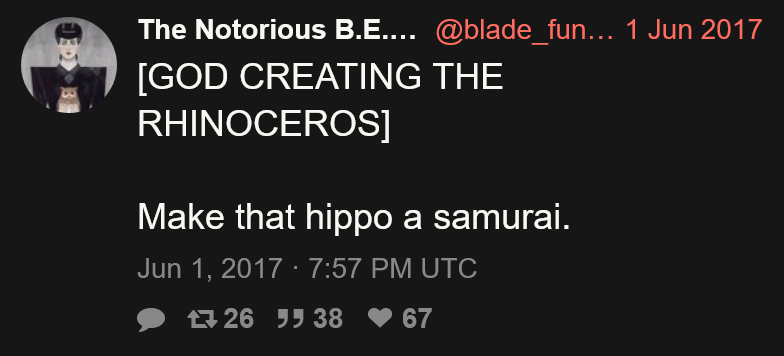 The Notorious B.E.... @blade_fun... 1 Jun 2017
[GOD CREATING THE
RHINOCEROS]
Make that hippo a samurai.
Jun 1, 2017 · 7:57 PM UTC
26 38 67